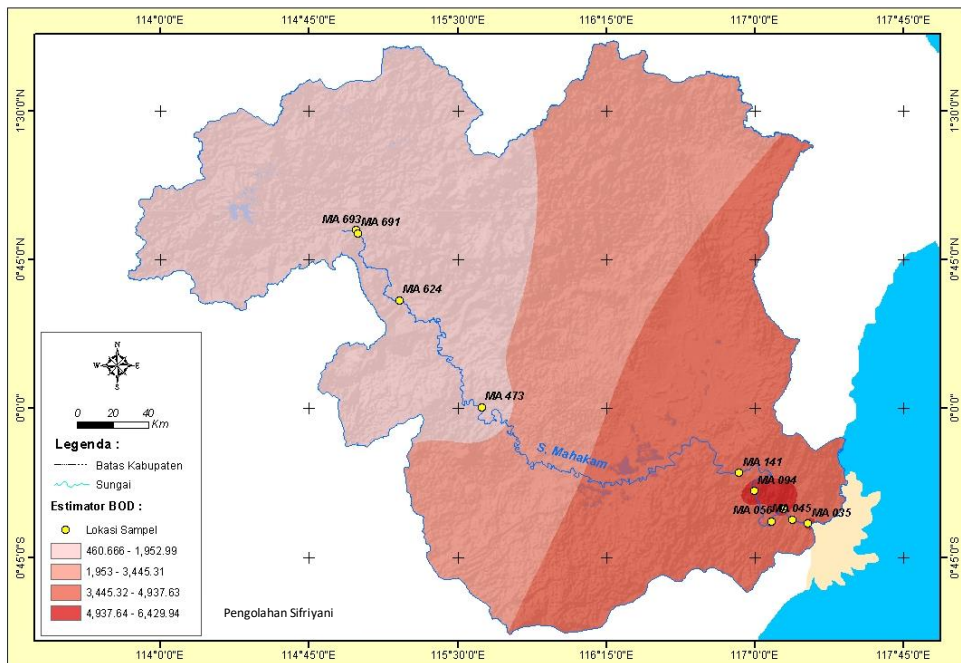 114°0'0"E 114°45'0"E 115°30'0"E 116°15'0"E 117°0'0"E 117°45'0"E
1°30'0"N 1°30'0"N
MA 693 MA 691
0°45'0"N 0°45'0"N
MA 624
N
W E
S
MA 473
0°0'0" 0°0'0"
0 20 40
Km
S. Mahakam
Legenda :
Batas Kabupaten
Sungai
MA 141
MA 094
Estimator BOD :
MA 056 MA 045 MA 035
Lokasi Sampel
460.666 - 1,952.99
0°45'0"S 0°45'0"S
1,953 - 3,445.31
3,445.32 - 4,937.63
4,937.64 - 6,429.94
Pengolahan Sifriyani
114°0'0"E 114°45'0"E 115°30'0"E 116°15'0"E 117°0'0"E 117°45'0"E